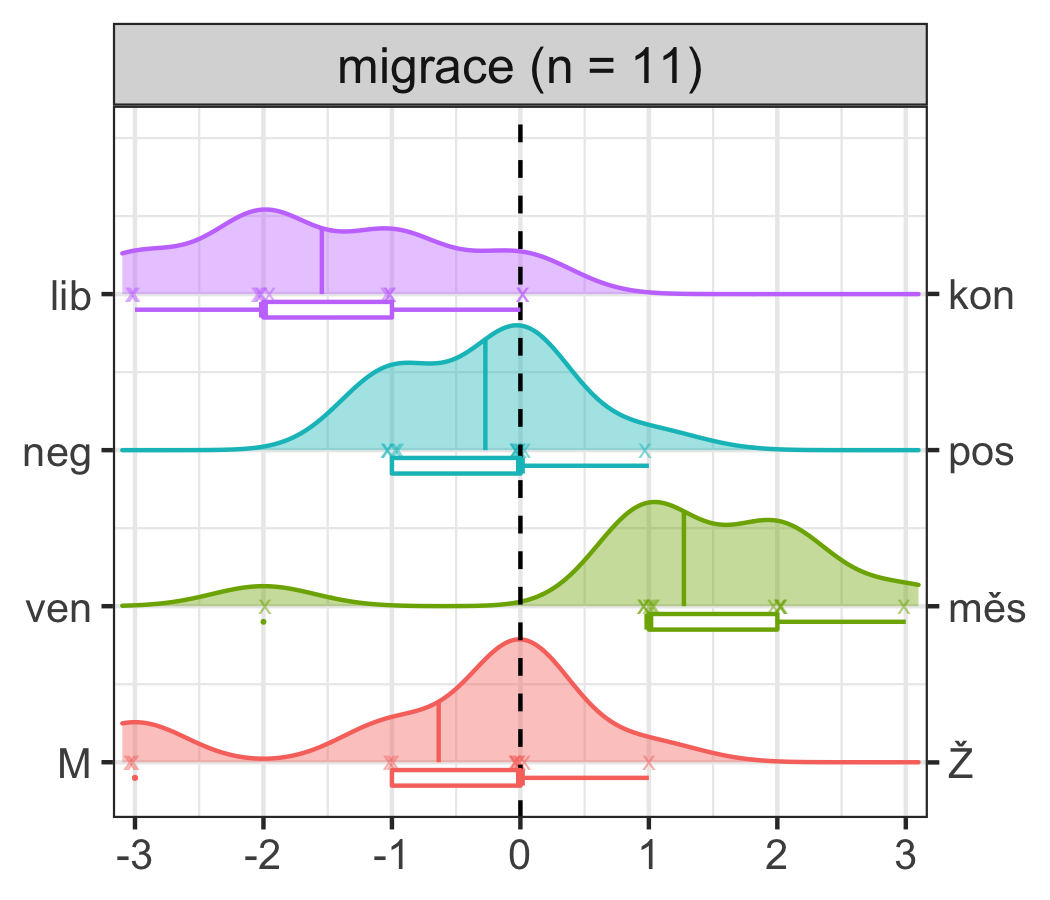 migrace (n = 11)
lib kon
neg pos
ven měs
M Ž
-3 -2 -1 0 1 2 3